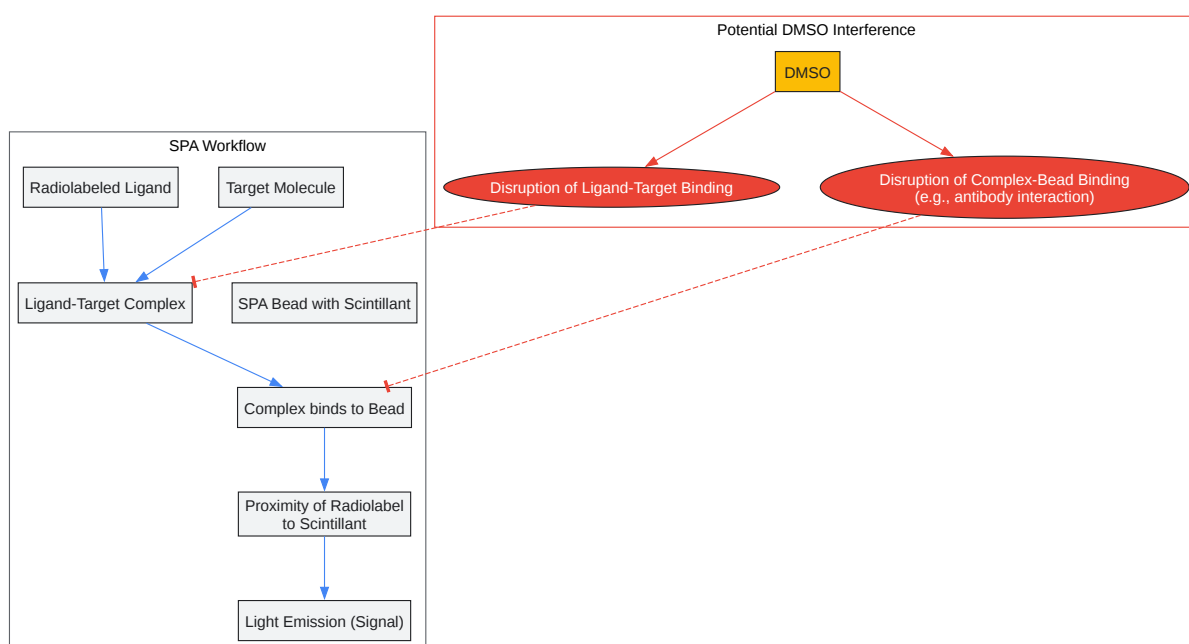 Potential DMSO Interference
DMSO
SPA Workflow
Radiolabeled Ligand
Target Molecule
Disruption of Ligand-Target Binding
Disruption of Complex-Bead Binding
(e.g., antibody interaction)
Ligand-Target Complex
SPA Bead with Scintillant
Complex binds to Bead
Proximity of Radiolabel
to Scintillant
Light Emission (Signal)